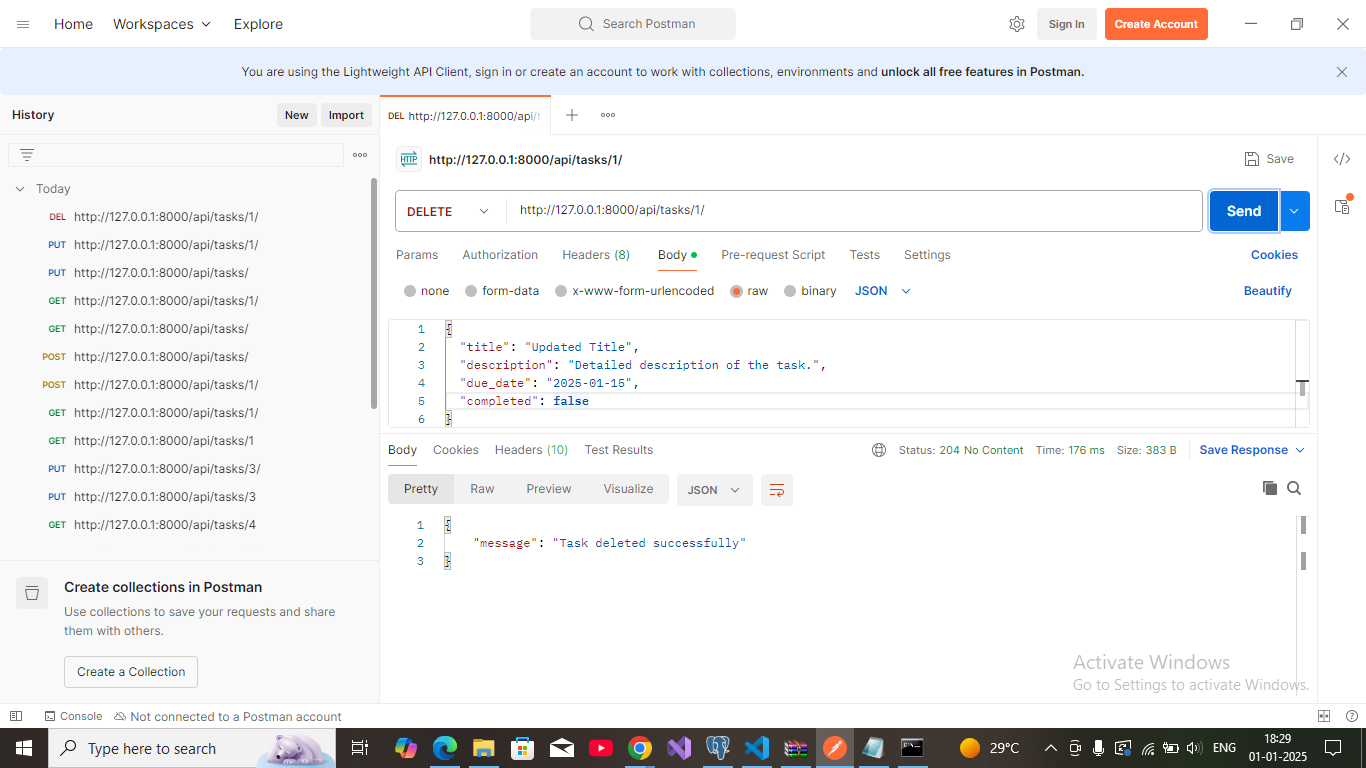 Home Workspaces Explore
Search Postman
Sign In Create Account
You are using the Lightweight API Client, sign in or create an account to work with collections, environments and unlock all free features in Postman.
History
New Import
Today
DEL http://127.0.0.1:8000/api/tasks/1/
PUT http://127.0.0.1:8000/api/tasks/1/
PUT http://127.0.0.1:8000/api/tasks/
GET http://127.0.0.1:8000/api/tasks/1/
GET http://127.0.0.1:8000/api/tasks/
POST http://127.0.0.1:8000/api/tasks/
POST http://127.0.0.1:8000/api/tasks/1/
GET http://127.0.0.1:8000/api/tasks/1/
GET http://127.0.0.1:8000/api/tasks/1
PUT http://127.0.0.1:8000/api/tasks/3/
PUT http://127.0.0.1:8000/api/tasks/3
GET http://127.0.0.1:8000/api/tasks/4
Create collections in Postman
Use collections to save your requests and share
them with others.
Create a Collection
DEL http://127.0.0.1:8000/api/t
HTTP http://127.0.0.1:8000/api/tasks/1/
Save
DELETE http://127.0.0.1:8000/api/tasks/1/
Send
Params Authorization Headers (8) Body Pre-request Script Tests Settings
Cookies
none form-data x-www-form-urlencoded raw binary JSON
Beautify
1 {
2 "title": "Updated Title",
3 "description": "Detailed description of the task.",
4 "due_date": "2025-01-15",
5 "completed": false
6 }
Body Cookies Headers (10) Test Results
Status: 204 No Content Time: 176 ms Size: 383 B Save Response
Pretty Raw Preview Visualize JSON
1 {
2 "message": "Task deleted successfully"
3 }
Activate Windows
Go to Settings to activate Windows.
Console Not connected to a Postman account
Type here to search
29°C
ENG
18:29
01-01-2025